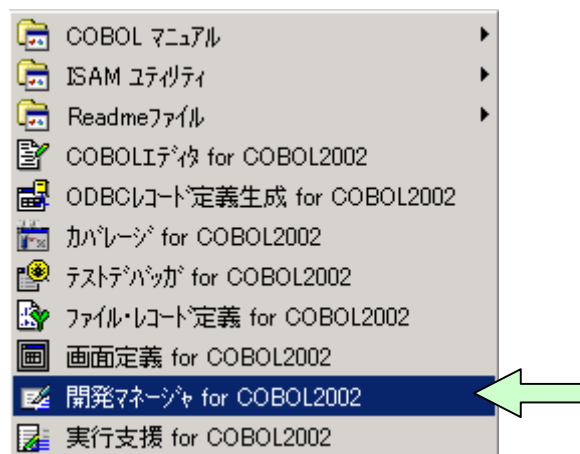 COBOL ﾏﾆｭｱﾙ
ISAM ﾕﾃｨﾘﾃｨ
Readmeﾌｧｲﾙ
COBOLｴﾃﾞｨﾀ for COBOL2002
ODBCﾚｺｰﾄﾞ定義生成 for COBOL2002
ｶﾊﾞﾚｰｼﾞ for COBOL2002
ﾃｽﾄﾃﾞﾊﾞｯｶﾞ for COBOL2002
ﾌｧｲﾙ･ﾚｺｰﾄﾞ定義 for COBOL2002
画面定義 for COBOL2002
開発ﾏﾈｰｼﾞｬ for COBOL2002
実行支援 for COBOL2002